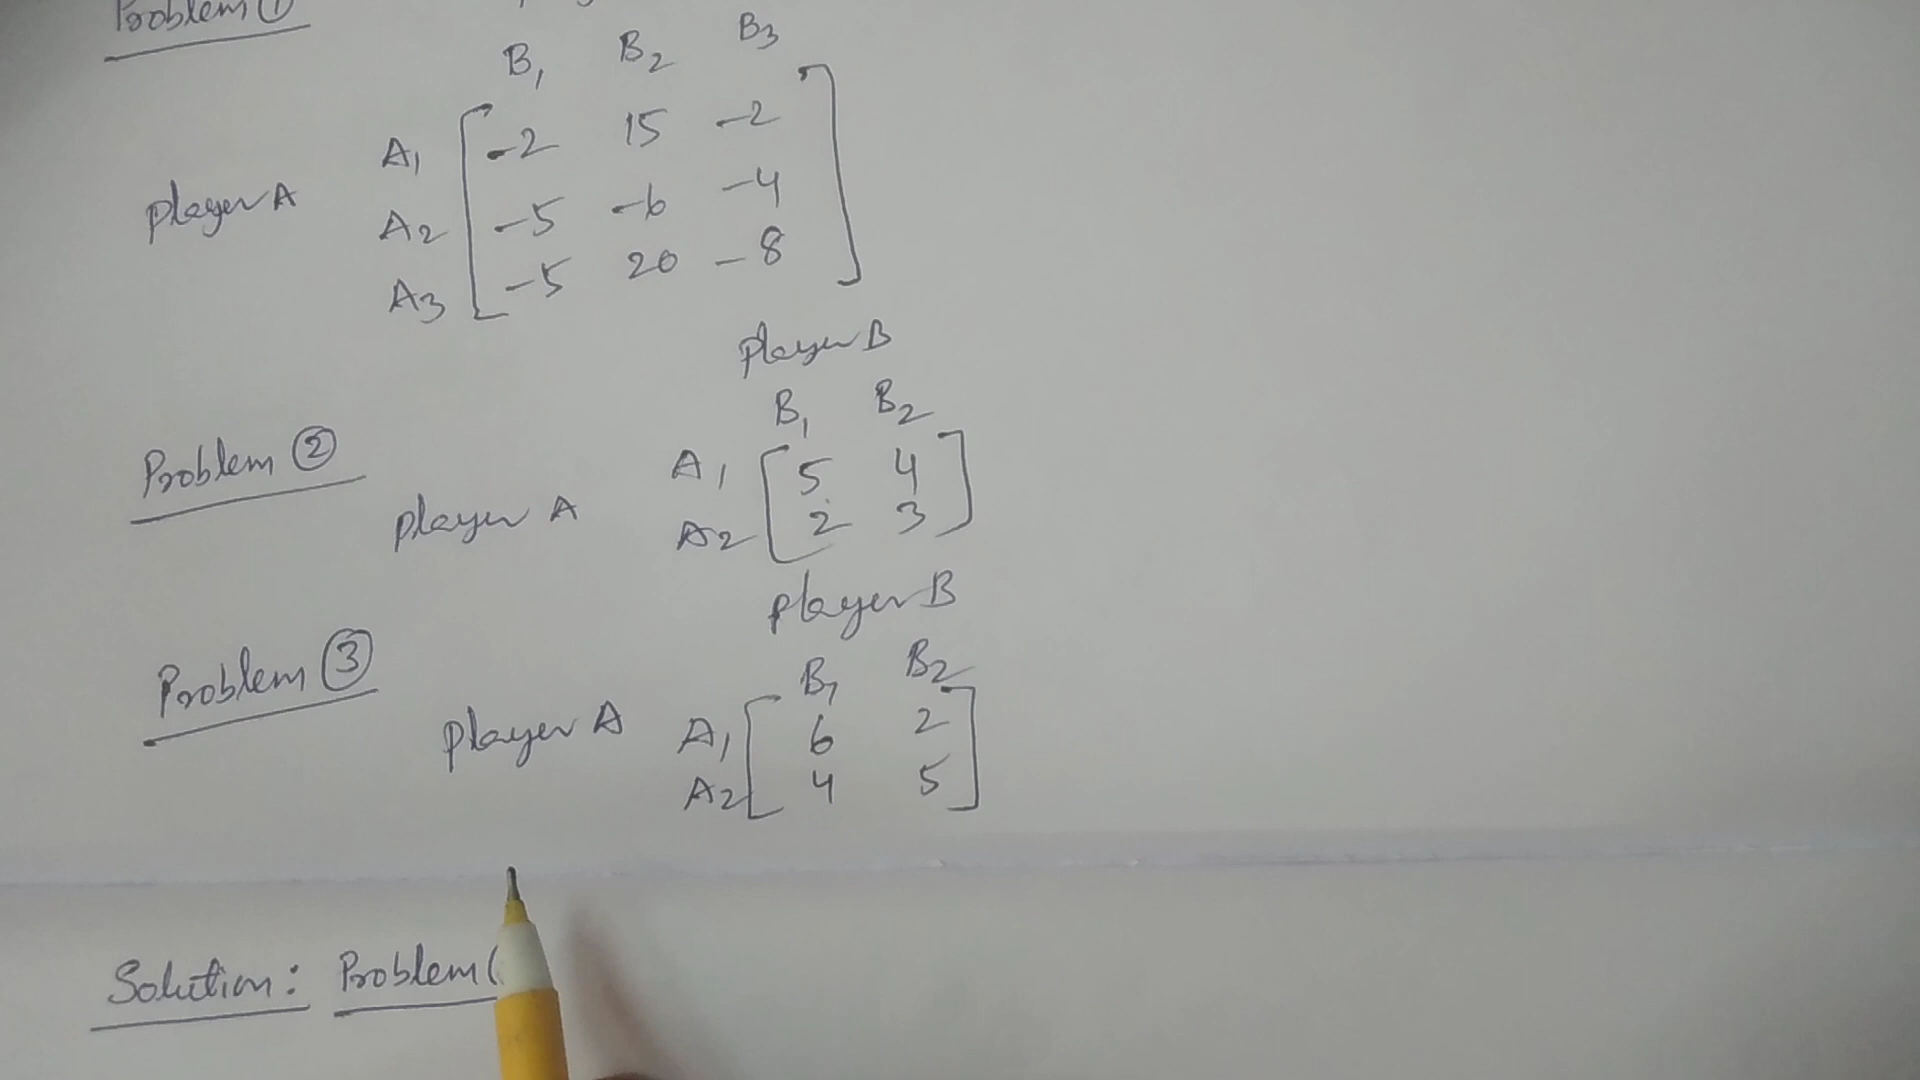 Problem ①
B1 B2 B3
A1 -2 15 -2
Player A A2 -5 -6 -4
A3 -5 20 -8
Player B
B1 B2
Problem ② A1 5 4
Player A A2 2 3
Player B
Problem ③ B1 B2
Player A A1 6 2
A2 4 5
Solution: Problem (